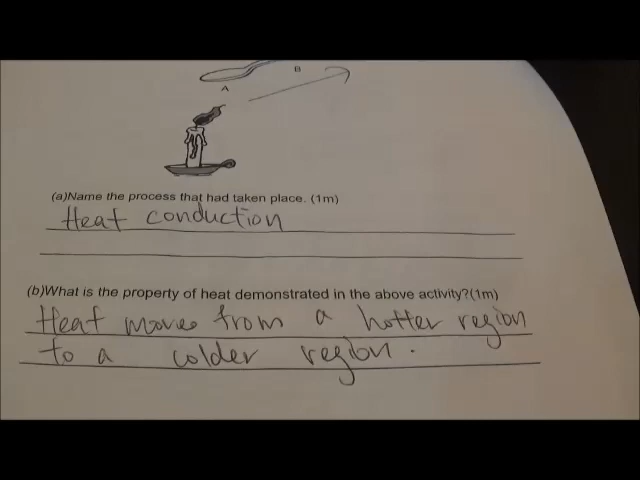 B
A
(a)Name the process that had taken place. (1m)
Heat conduction
(b)What is the property of heat demonstrated in the above activity?(1m)
Heat moves from a hotter region
to a colder region.